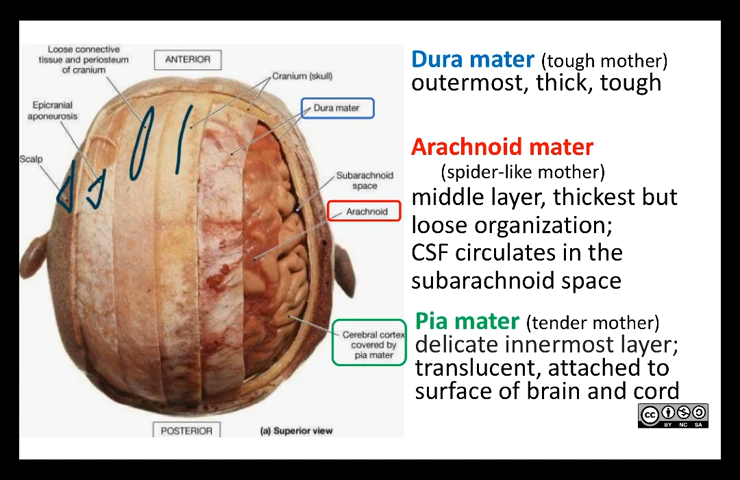 Loose connective
tissue and periosteum
of cranium
ANTERIOR
Cranium (skull)
Epicranial
aponeurosis
Dura mater
Scalp
Subarachnoid
space
Arachnoid
Cerebral cortex
covered by
pia mater
POSTERIOR
(a) Superior view
Dura mater (tough mother)
outermost, thick, tough
Arachnoid mater
(spider-like mother)
middle layer, thickest but
loose organization;
CSF circulates in the
subarachnoid space
Pia mater (tender mother)
delicate innermost layer;
translucent, attached to
surface of brain and cord
cc
BY NC SA